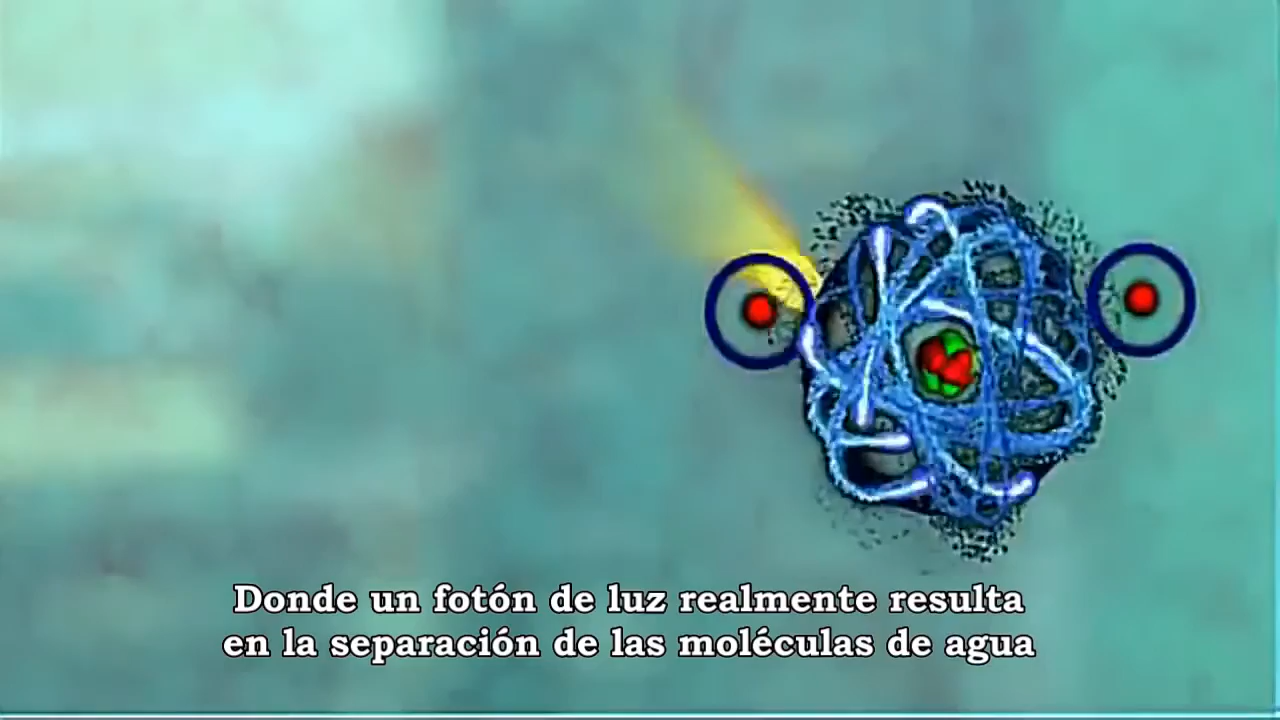 Donde un fotón de luz realmente resulta
en la separación de las moléculas de agua